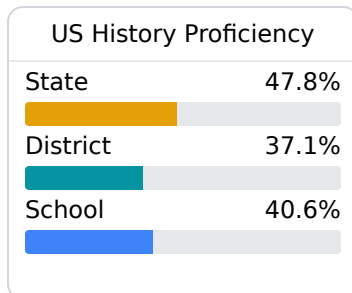 US History Proficiency
State 47.8%
District 37.1%
School 40.6%